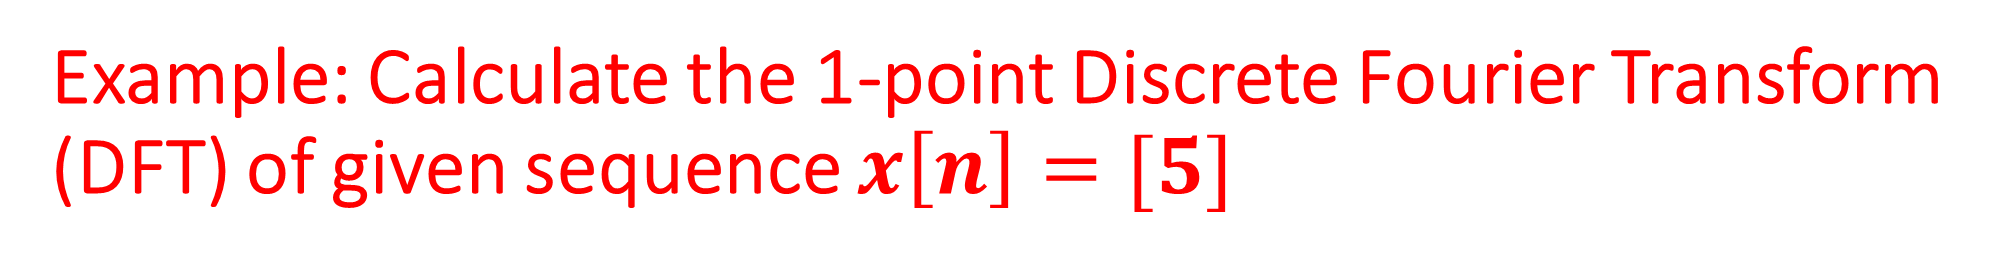 Example: Calculate the 1-point Discrete Fourier Transform
(DFT) of given sequence x[n] = [5]